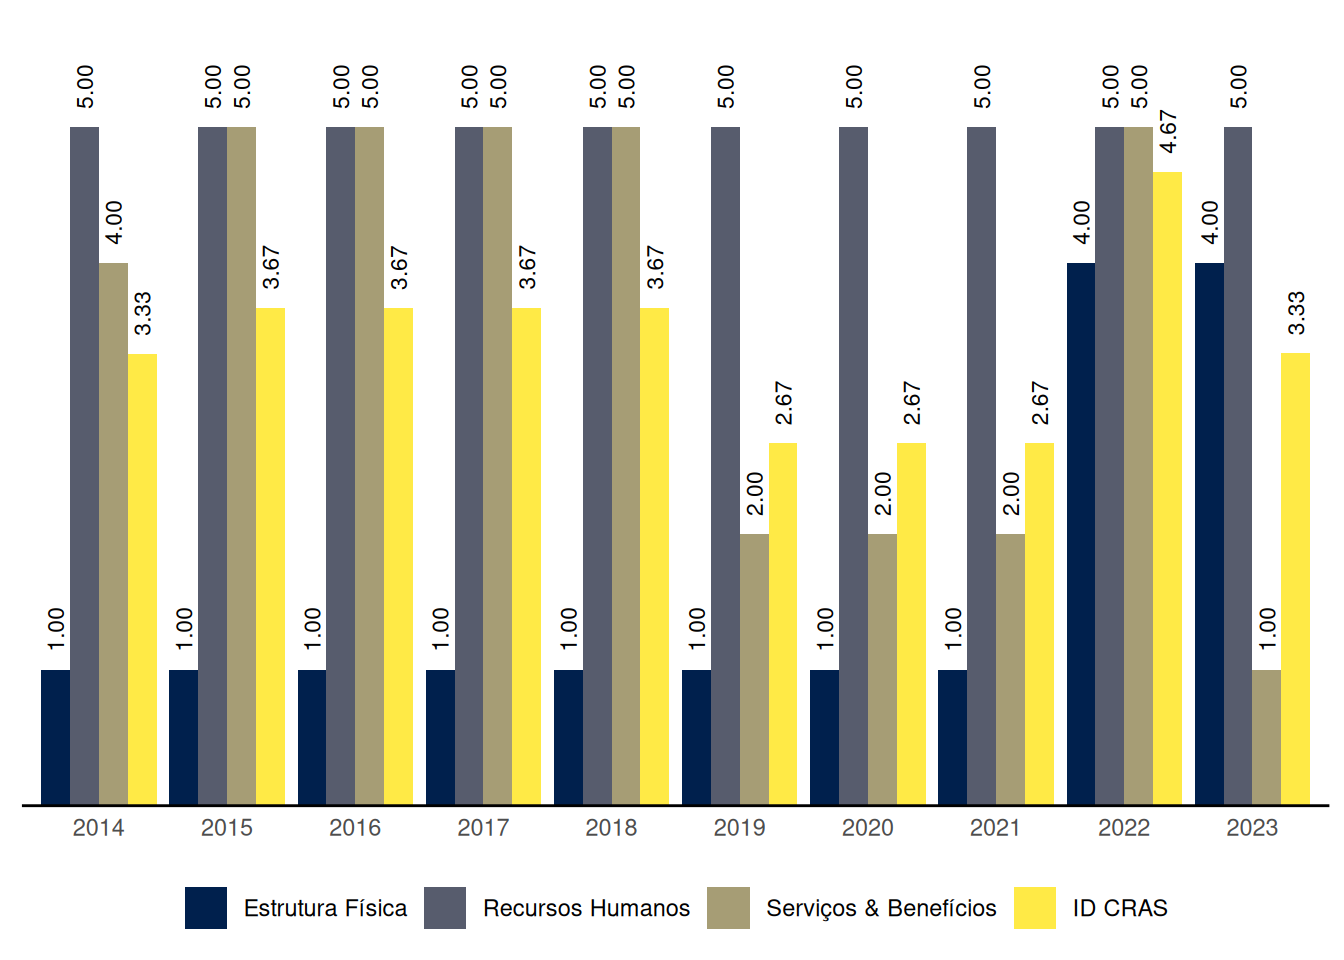 5.00 5.00 5.00 5.00 5.00 5.00 5.00 5.00 5.00 5.00 5.00 5.00 5.00 5.00 5.00
4.67
4.00 4.00 4.00
3.67 3.67 3.67 3.67
3.33 3.33
2.67 2.67 2.67
2.00 2.00 2.00
1.00 1.00 1.00 1.00 1.00 1.00 1.00 1.00 1.00
2014 2015 2016 2017 2018 2019 2020 2021 2022 2023
Estrutura Física Recursos Humanos Serviços & Benefícios ID CRAS